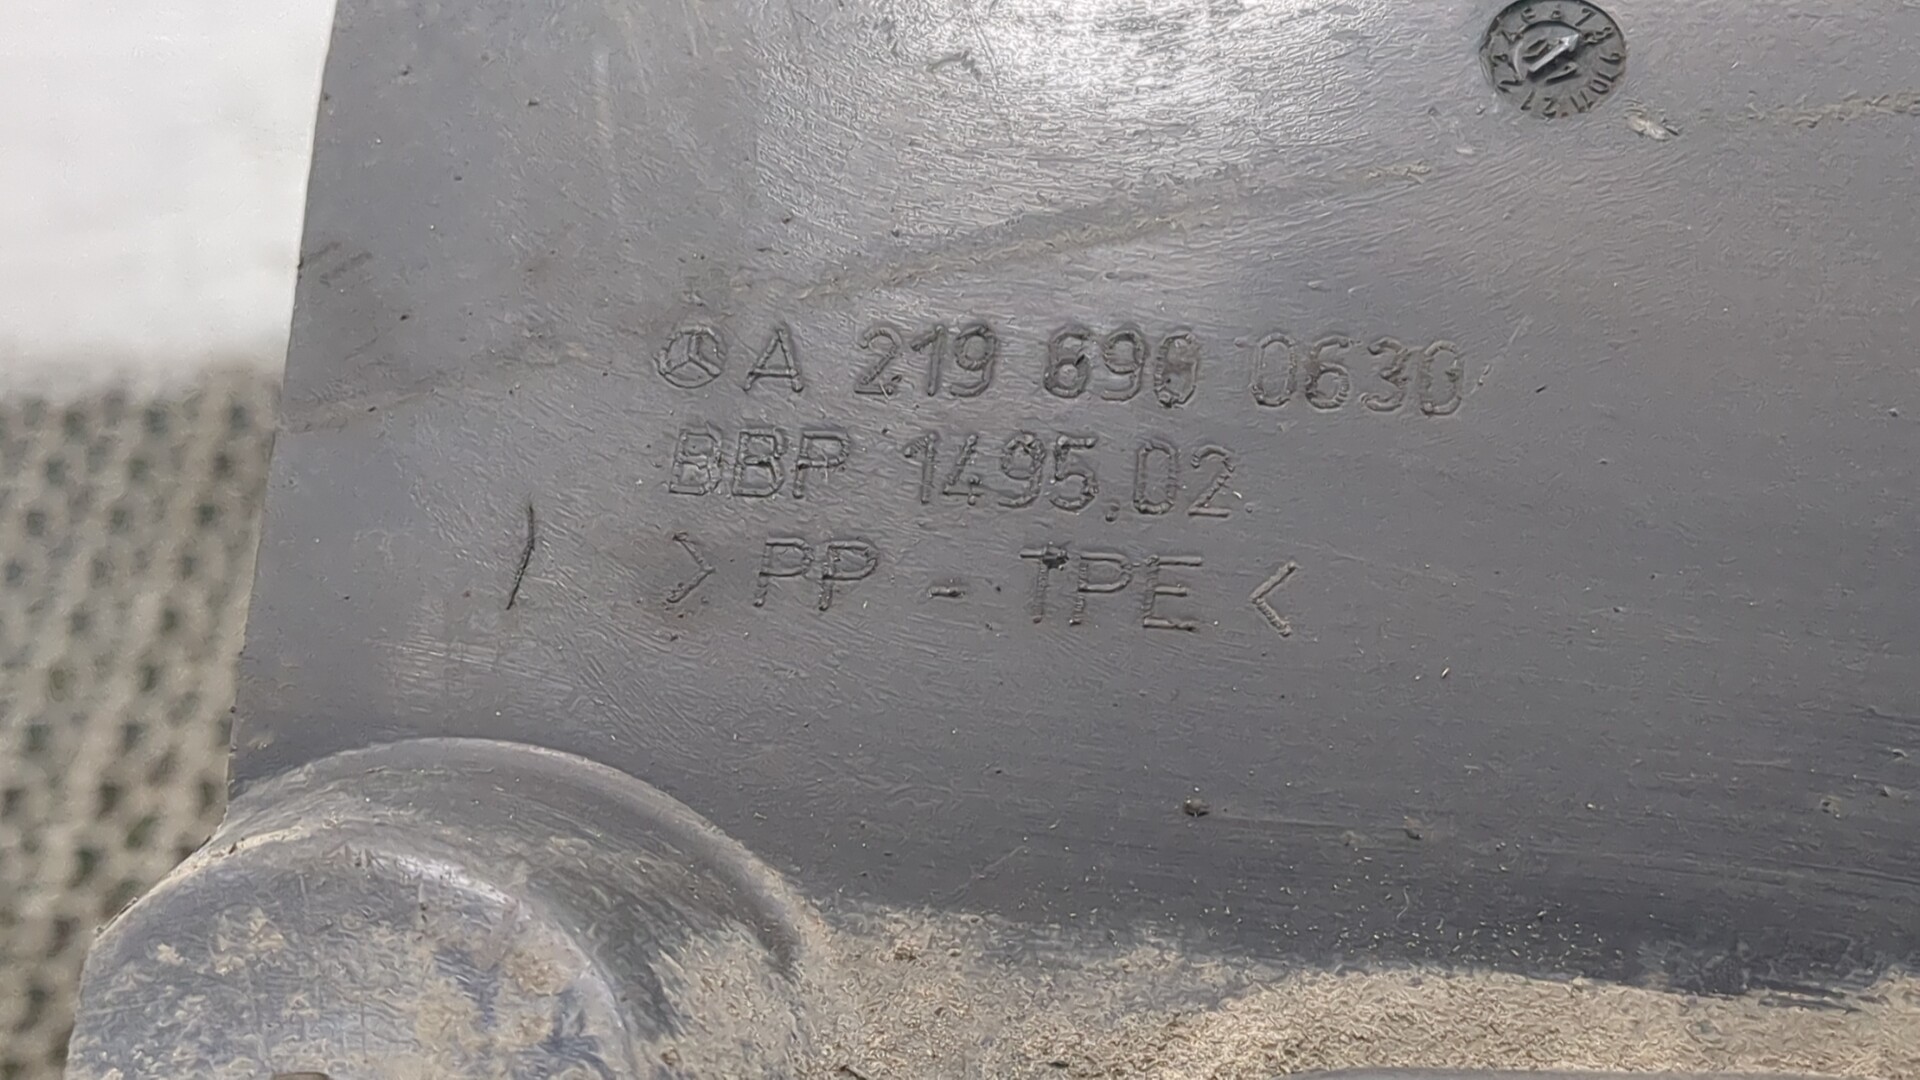 A 219 690 0630
BBP 1495.02
>PP - TPE<